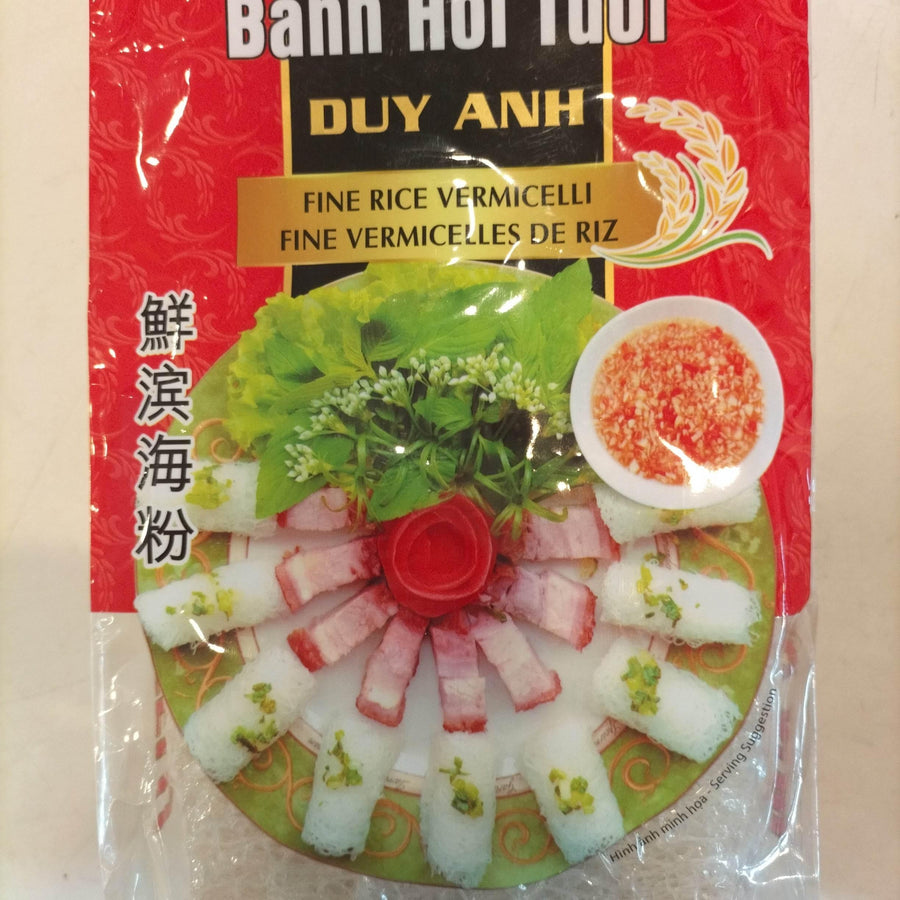 Bánh Hỏi Tươi
DUY ANH
FINE RICE VERMICELLI
FINE VERMICELLES DE RIZ
鮮滨海粉
Hình ảnh minh họa - Serving Suggestion